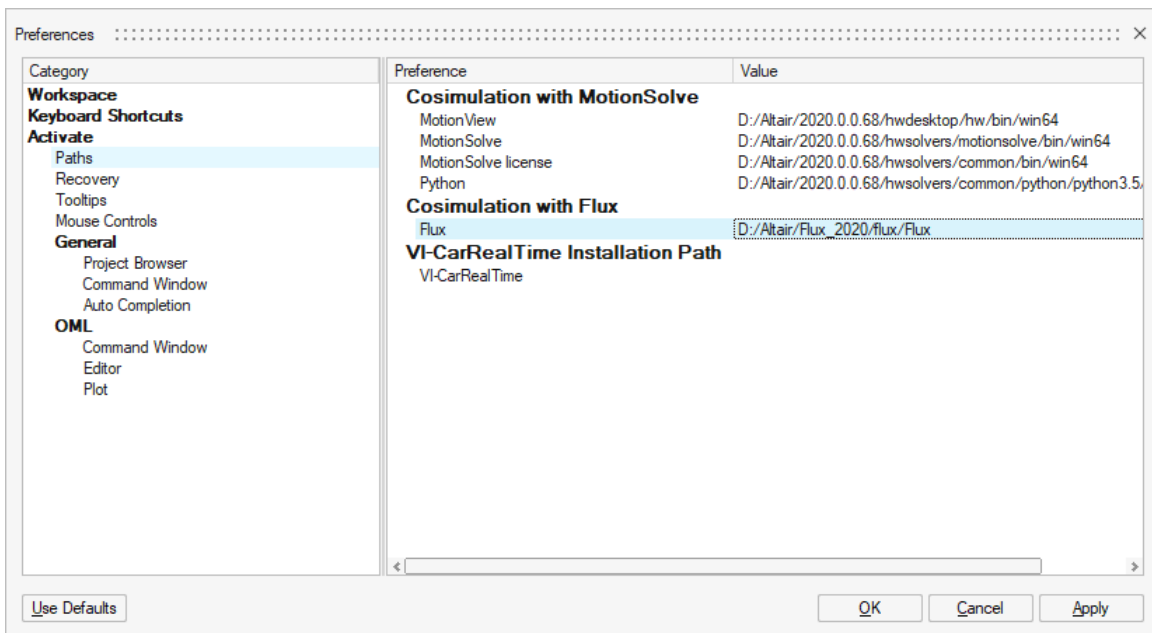 Preferences
Category
Workspace
Keyboard Shortcuts
Activate
Paths
Recovery
Tooltips
Mouse Controls
General
Project Browser
Command Window
Auto Completion
OML
Command Window
Editor
Plot
Preference Value
Cosimulation with MotionSolve
MotionView D:/Altair/2020.0.0.68/hwdesktop/hw/bin/win64
MotionSolve D:/Altair/2020.0.0.68/hwsolvers/motionsolve/bin/win64
MotionSolve license D:/Altair/2020.0.0.68/hwsolvers/common/bin/win64
Python D:/Altair/2020.0.0.68/hwsolvers/common/python/python3.5/
Cosimulation with Flux
Flux D:/Altair/Flux_2020/flux/Flux
VI-CarRealTime Installation Path
VI-CarRealTime
Use Defaults OK Cancel Apply